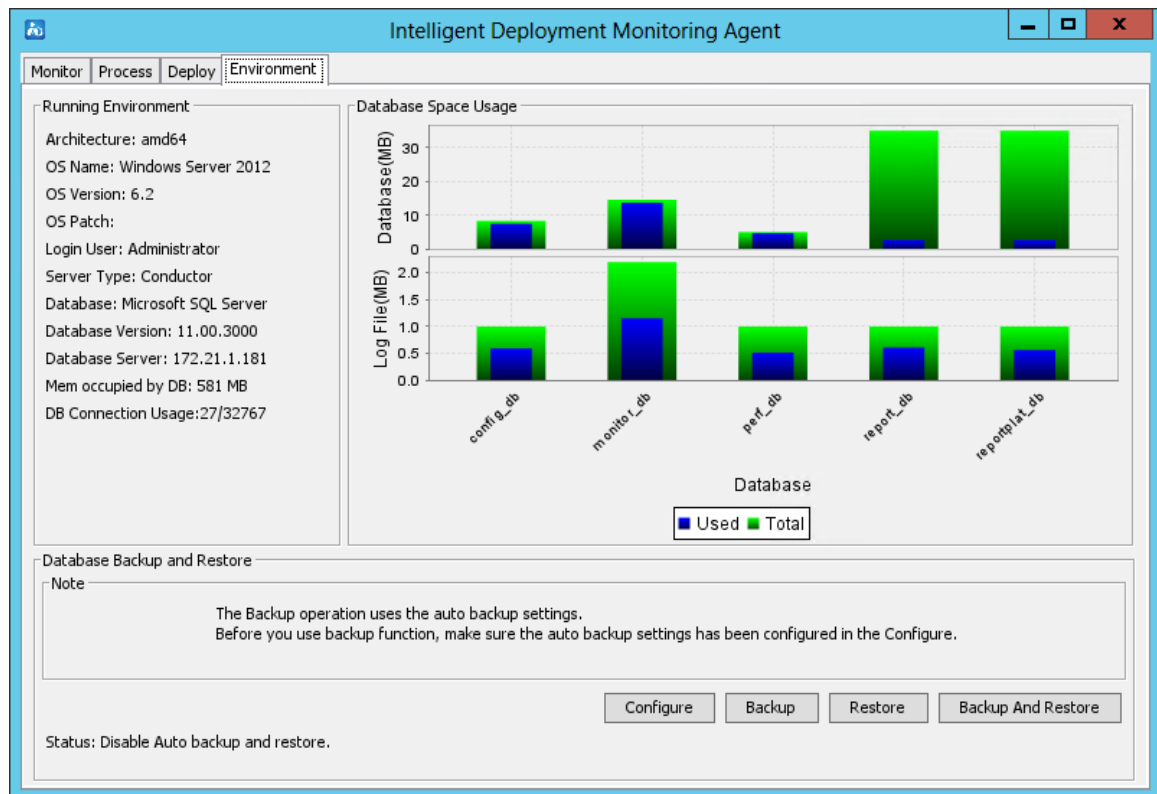 Intelligent Deployment Monitoring Agent
Monitor Process Deploy Environment
Running Environment
Architecture: amd64
OS Name: Windows Server 2012
OS Version: 6.2
OS Patch:
Login User: Administrator
Server Type: Conductor
Database: Microsoft SQL Server
Database Version: 11.00.3000
Database Server: 172.21.1.181
Mem occupied by DB: 581 MB
DB Connection Usage:27/32767
Database Space Usage
Database(MB)
30
20
10
0
Log File(MB)
2.0
1.5
1.0
0.5
0.0
config_db
monitor_db
perf_db
report_db
reportplat_db
Database
Used Total
Database Backup and Restore
Note
The Backup operation uses the auto backup settings.
Before you use backup function, make sure the auto backup settings has been configured in the Configure.
Configure Backup Restore Backup And Restore
Status: Disable Auto backup and restore.